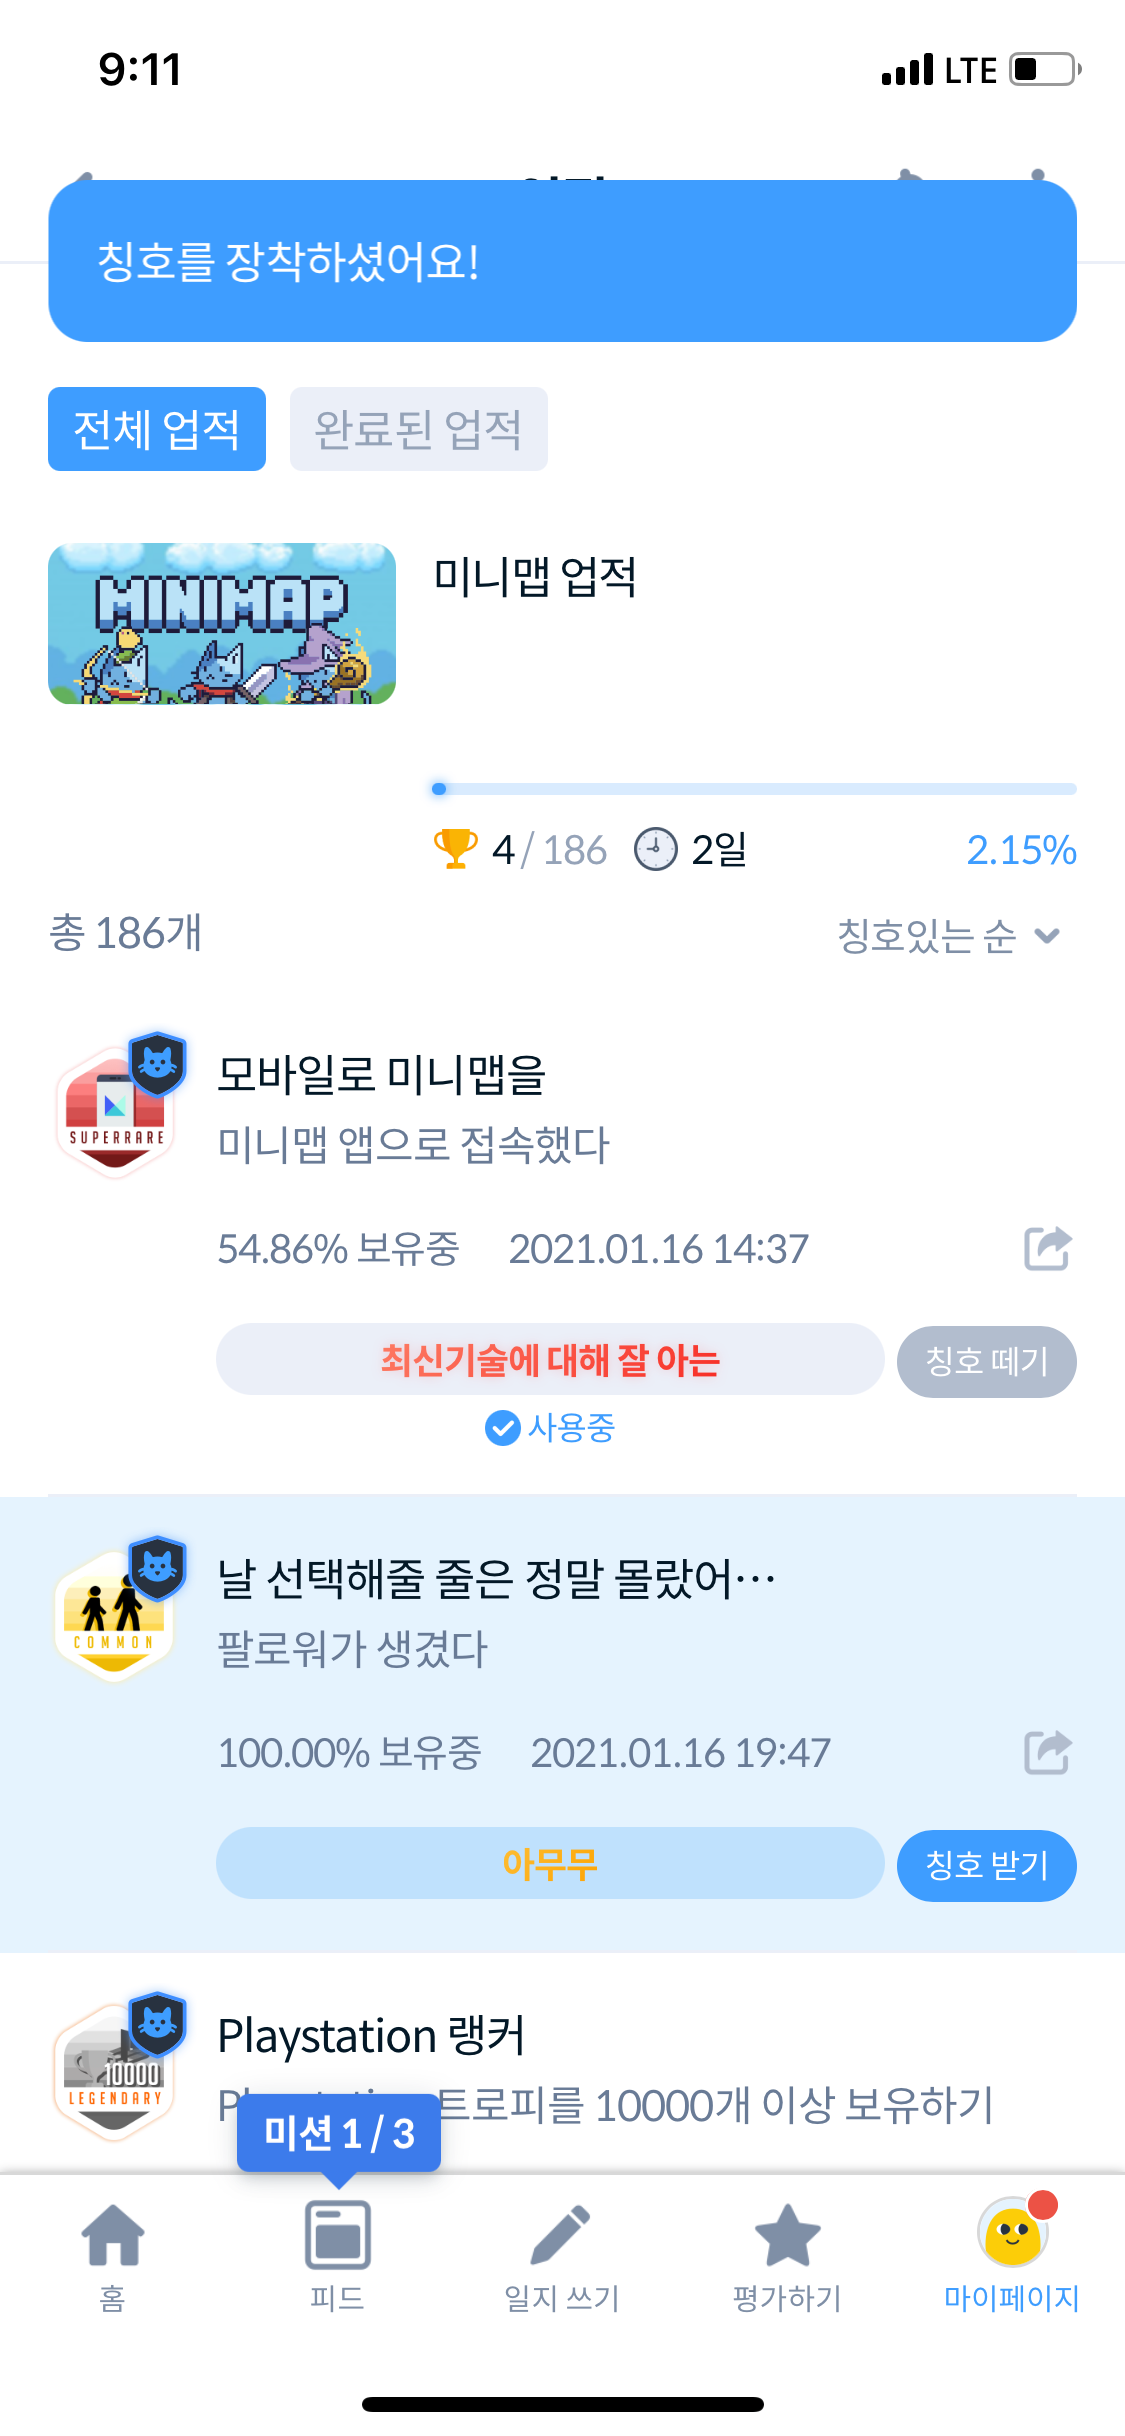 9:11
LTE
칭호를 장착하셨어요!
전체 업적
완료된 업적
MINIMAP
미니맵 업적
4 / 186
2일
2.15%
총 186개
칭호있는 순
SUPERRARE
모바일로 미니맵을
미니맵 앱으로 접속했다
54.86% 보유중
2021.01.16 14:37
최신기술에 대해 잘 아는
칭호 떼기
사용중
COMMON
날 선택해줄 줄은 정말 몰랐어…
팔로워가 생겼다
100.00% 보유중
2021.01.16 19:47
아무무
칭호 받기
10000
LEGENDARY
Playstation 랭커
트로피를 10000개 이상 보유하기
미션 1 / 3
홈
피드
일지 쓰기
평가하기
마이페이지